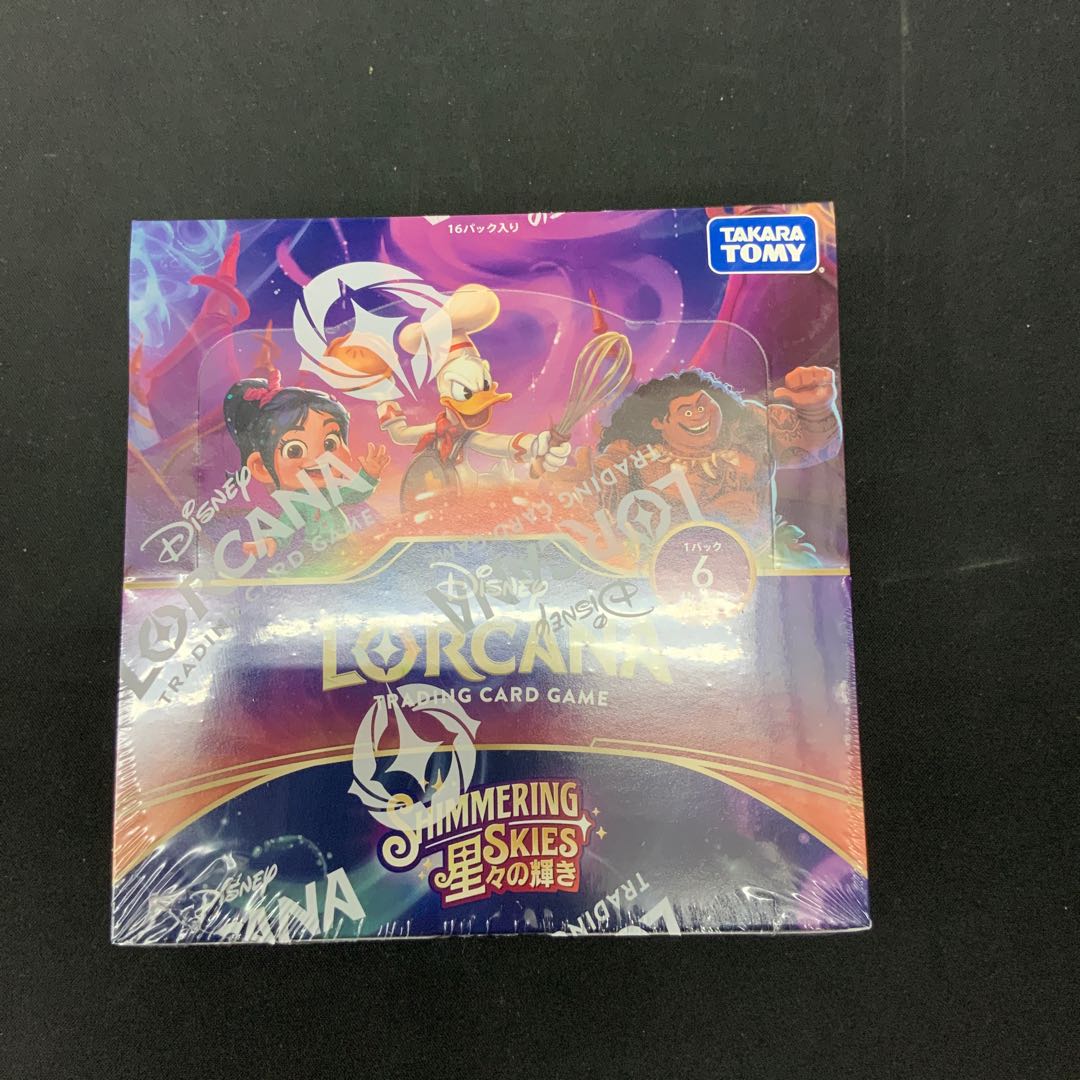 16パック入り
TAKARA
TOMY
DISNEY
LORCANA
TRADING CARD GAME
DISNEY
LORCANA
TRADING CARD GAME
1パック
6
DISNEY
LORCANA
TRADING CARD GAME
SHIMMERING
SKIES
星々の輝き
DISNEY